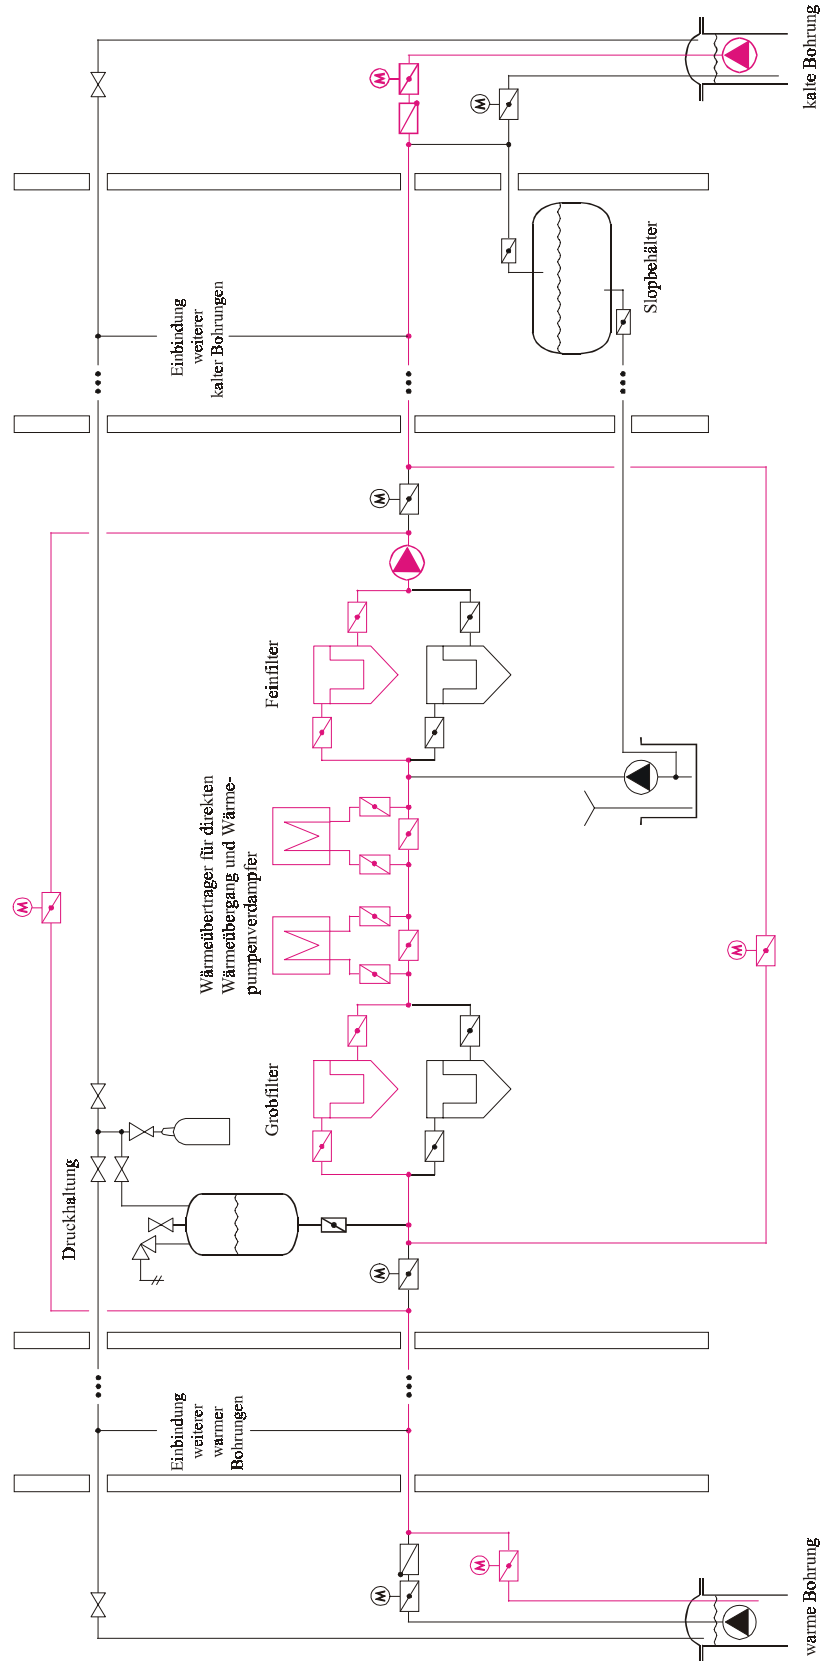 kalte Bohrung
Einbindung
weiterer
kalter Bohrungen
Slopbehälter
Feinfilter
Wärmeübertrager für direkten
Wärmeübergang und Wärme-
pumpenverdampfer
Grobfilter
Druckhaltung
Einbindung
weiterer
warmer
Bohrungen
warme Bohrung
M
M
M
M
M
M
M
M